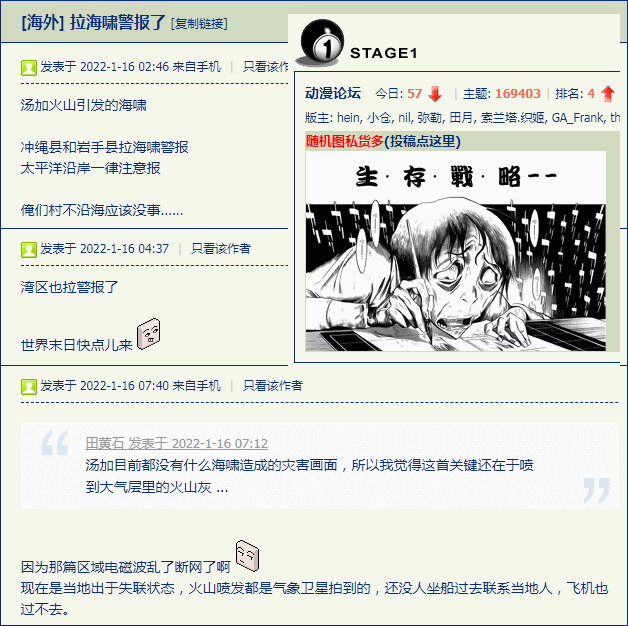 [海外] 拉海啸警报了 [复制链接]
发表于 2022-1-16 02:46 来自手机 | 只看该作
汤加火山引发的海啸
冲绳县和岩手县拉海啸警报
太平洋沿岸一律注意报
俺们村不沿海应该没事......
发表于 2022-1-16 04:37 | 只看该作者
湾区也拉警报了
世界末日快点儿来
1
STAGE1
动漫论坛 今日: 57 | 主题: 169403 | 排名: 4
版主: hein, 小仓, nil, 弥勒, 田月, 索兰塔.织姬, GA_Frank, th
随机图私货多(投稿点这里)
生·存·戰·略--
发表于 2022-1-16 07:40 来自手机 | 只看该作者
田黄石 发表于 2022-1-16 07:12
汤加目前都没有什么海啸造成的灾害画面，所以我觉得这首关键还在于喷
到大气层里的火山灰 ...
因为那篇区域电磁波乱了断网了啊
现在是当地出于失联状态，火山喷发都是气象卫星拍到的，还没人坐船过去联系当地人，飞机也
过不去。